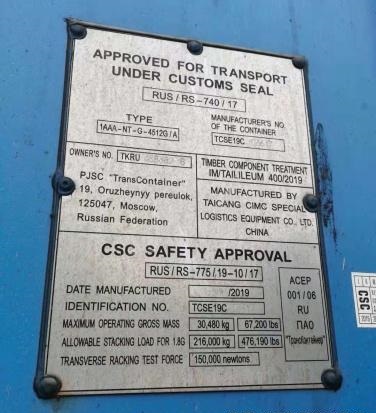 APPROVED FOR TRANSPORT
UNDER CUSTOMS SEAL
RUS/RS-740/17
TYPE
1AAA-NT-G-4512G/A
MANUFACTURER'S NO
OF THE CONTAINER
TCSE19C
OWNER'S NO. TKRU
PJSC "TransContainer"
19, Oruzheynyy pereulok,
125047, Moscow,
Russian Federation
TIMBER COMPONENT TREATMENT
IM/TAILILEUM 400/2019
MANUFACTURED BY
TAICANG CIMC SPECIAL
LOGISTICS EQUIPMENT CO., LTD.
CHINA
CSC SAFETY APPROVAL
RUS/RS-775/.19-10/17
DATE MANUFACTURED /2019
IDENTIFICATION NO. TCSE19C
MAXIMUM OPERATING GROSS MASS 30,480 kg 67,200 lbs
ALLOWABLE STACKING LOAD FOR 1.8G 216,000 kg 476,190 lbs
TRANSVERSE RACKING TEST FORCE 150,000 newtons
ACEP
001/06
RU
ПАО
"Трансконтейнер"
CSC